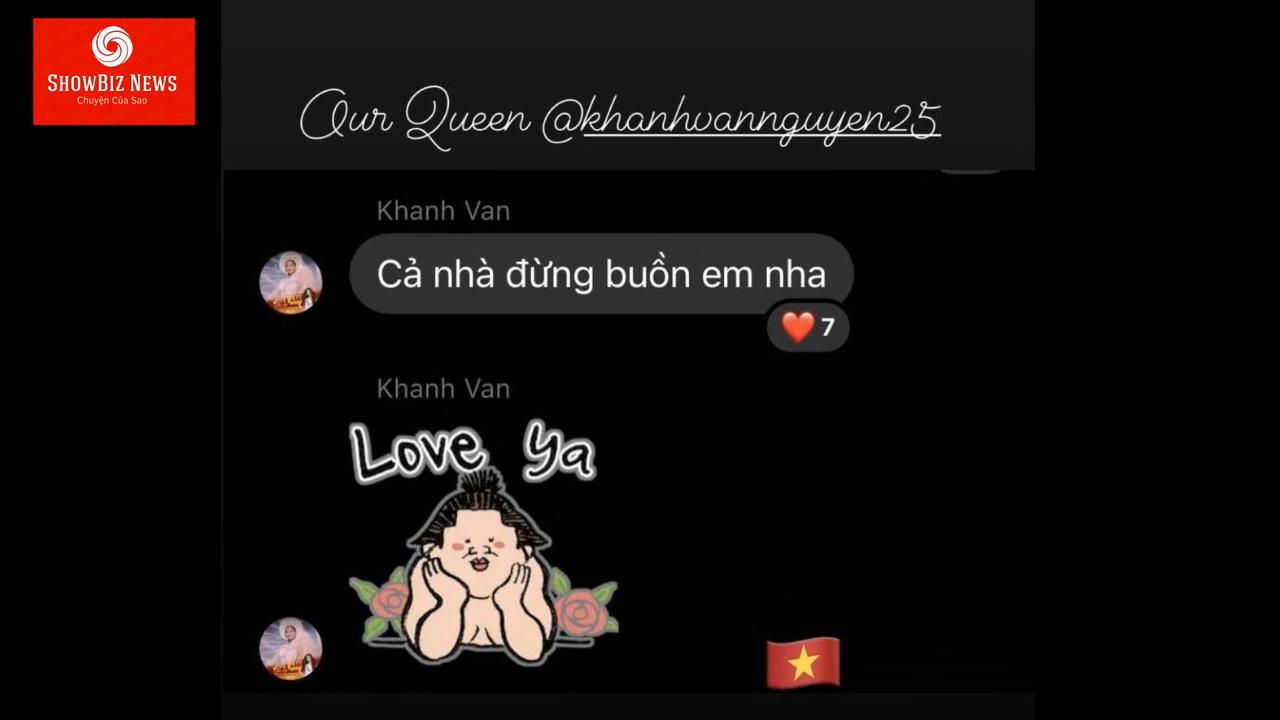 SHOWBIZ NEWS
Chuyện Của Sao
Our Queen @khanhvannguyen25
Khanh Van
Cả nhà đừng buồn em nha
❤️ 7
Khanh Van
Love ya